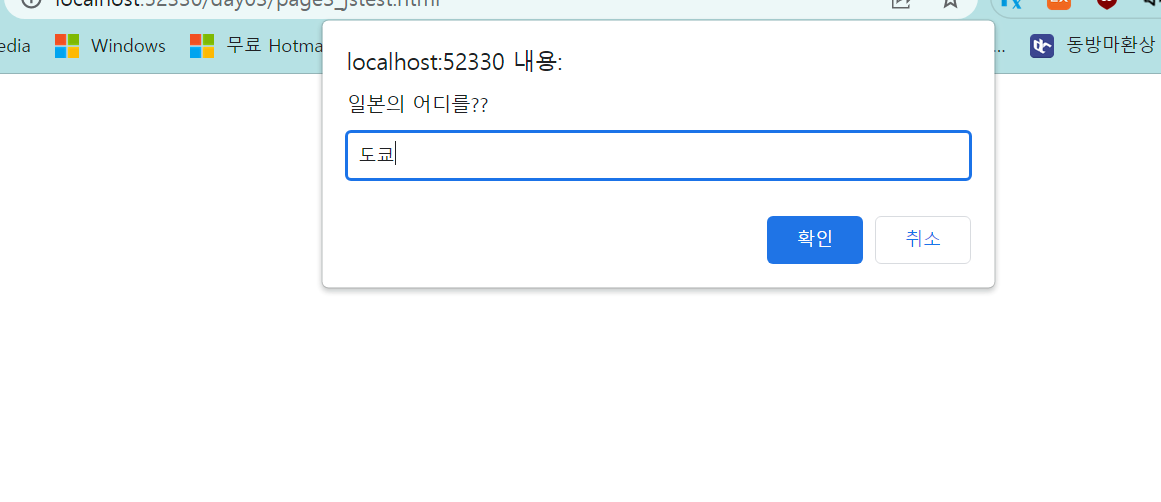 localhost:52330/day03/page3_jstest.html
edia Windows 무료 Hotma ... 동방마환상
localhost:52330 내용:
일본의 어디를??
도쿄
확인 취소